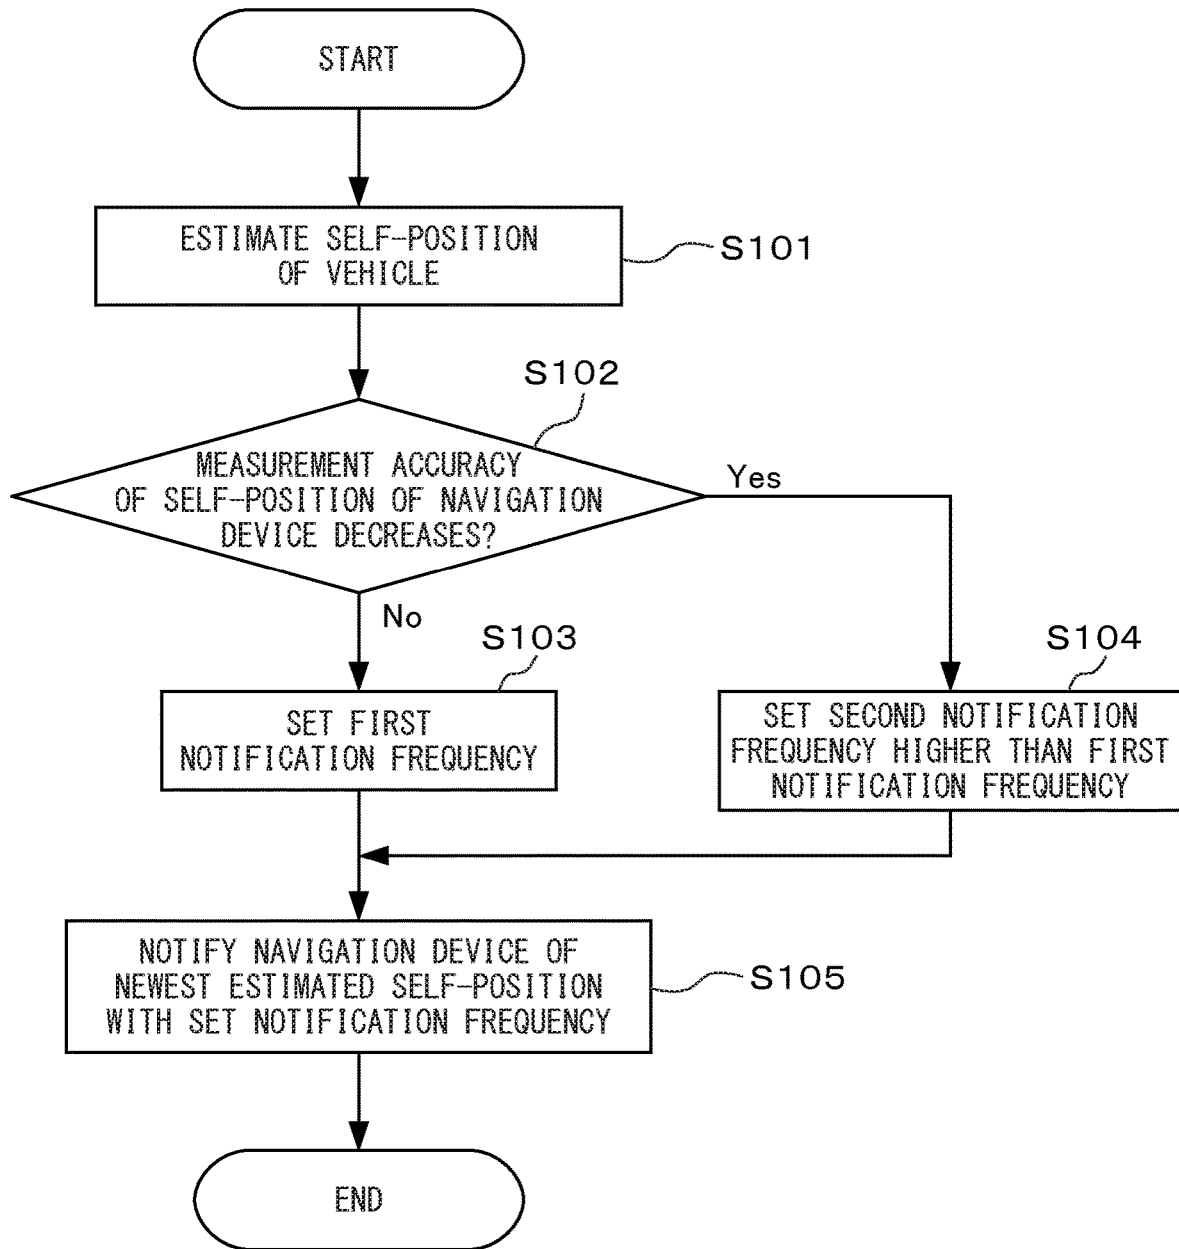 START
ESTIMATE SELF-POSITION
OF VEHICLE
S101
S102
MEASUREMENT ACCURACY
OF SELF-POSITION OF NAVIGATION
DEVICE DECREASES?
Yes
No
S103
SET FIRST
NOTIFICATION FREQUENCY
S104
SET SECOND NOTIFICATION
FREQUENCY HIGHER THAN FIRST
NOTIFICATION FREQUENCY
NOTIFY NAVIGATION DEVICE OF
NEWEST ESTIMATED SELF-POSITION
WITH SET NOTIFICATION FREQUENCY
S105
END